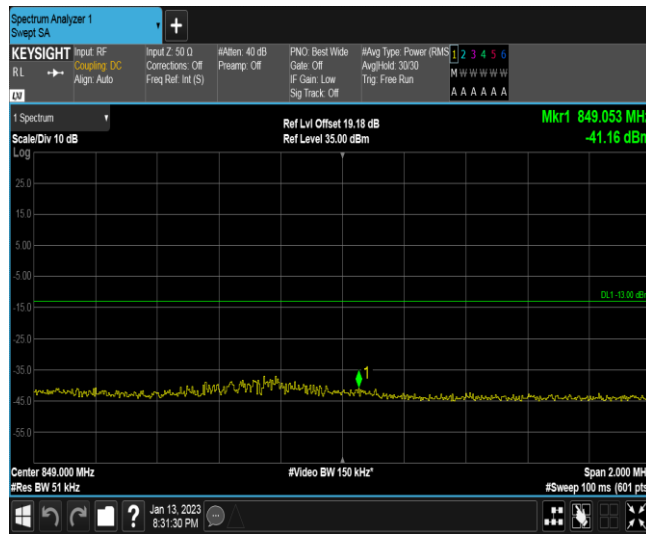 Spectrum Analyzer 1
Swept SA
+
KEYSIGHT
RL
LXI
Input: RF
Coupling: DC
Align: Auto
Input Z: 50 Ω
Corrections: Off
Freq Ref: Int (S)
#Atten: 40 dB
Preamp: Off
PNO: Best Wide
Gate: Off
IF Gain: Low
Sig Track: Off
#Avg Type: Power (RMS
Avg|Hold: 30/30
Trig: Free Run
1 2 3 4 5 6
M W W W W W
A A A A A A
1 Spectrum
Scale/Div 10 dB
Ref Lvl Offset 19.18 dB
Ref Level 35.00 dBm
Mkr1 849.053 MHz
-41.16 dBm
Log
25.0
15.0
5.00
-5.00
-15.0
-25.0
-35.0
-45.0
-55.0
DL1 -13.00 dBm
1
Center 849.000 MHz
#Res BW 51 kHz
#Video BW 150 kHz*
Span 2.000 MHz
#Sweep 100 ms (601 pts)
?
Jan 13, 2023
8:31:30 PM